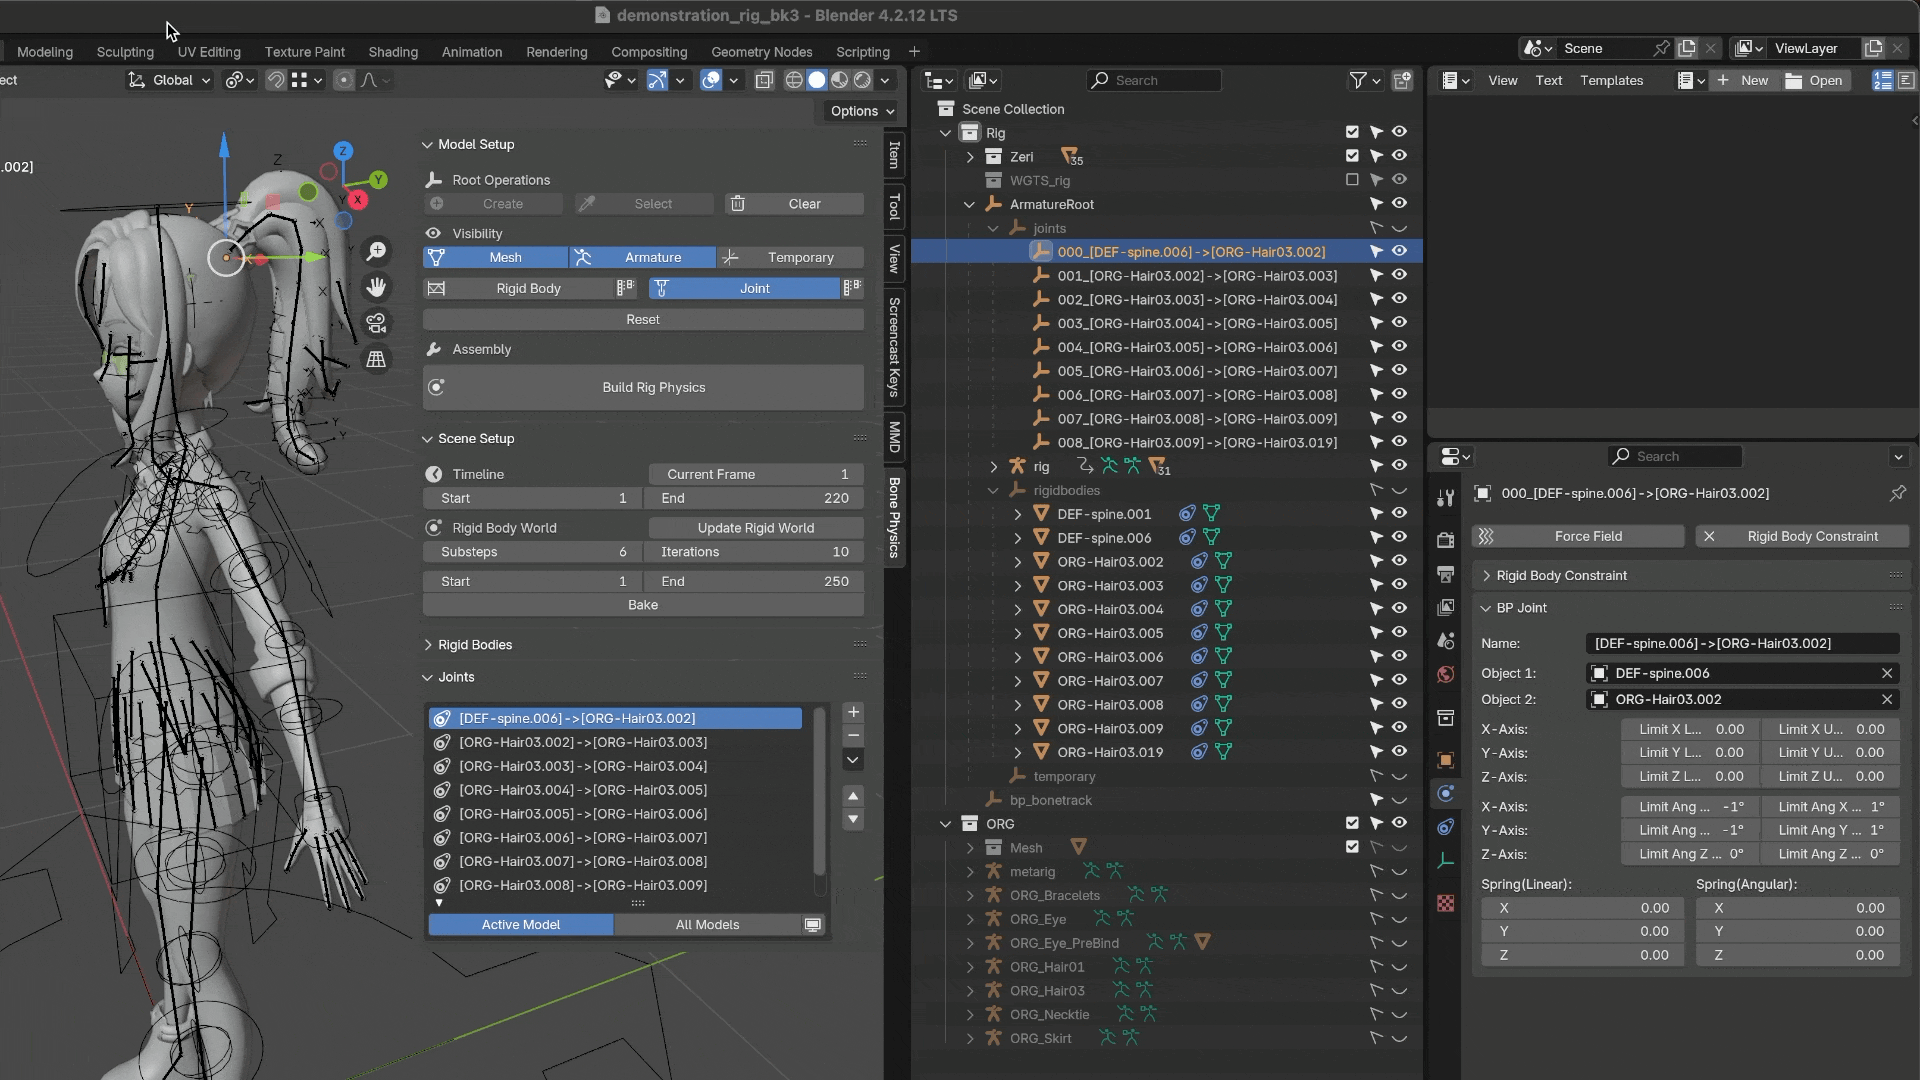 demonstration_rig_bk3 - Blender 4.2.12 LTS
Modeling Sculpting UV Editing Texture Paint Shading Animation Rendering Compositing Geometry Nodes Scripting + Scene ViewLayer
ect Global Search View Text Templates + New Open
Options
.002]
Z
Z
Y
X
Y
X
Y
X
X
Y
Y
Model Setup
Root Operations
Create Select Clear
Visibility
Mesh Armature Temporary
Rigid Body Joint
Reset
Assembly
Build Rig Physics
Scene Setup
Timeline Current Frame 1
Start 1 End 220
Rigid Body World Update Rigid World
Substeps 6 Iterations 10
Start 1 End 250
Bake
Rigid Bodies
Joints
[DEF-spine.006]->[ORG-Hair03.002]
[ORG-Hair03.002]->[ORG-Hair03.003]
[ORG-Hair03.003]->[ORG-Hair03.004]
[ORG-Hair03.004]->[ORG-Hair03.005]
[ORG-Hair03.005]->[ORG-Hair03.006]
[ORG-Hair03.006]->[ORG-Hair03.007]
[ORG-Hair03.007]->[ORG-Hair03.008]
[ORG-Hair03.008]->[ORG-Hair03.009]
Active Model All Models
Item
Tool
View
Screencast Keys
MMD
Bone Physics
Scene Collection
Rig
Zeri 35
WGTS_rig
ArmatureRoot
joints
000_[DEF-spine.006]->[ORG-Hair03.002]
001_[ORG-Hair03.002]->[ORG-Hair03.003]
002_[ORG-Hair03.003]->[ORG-Hair03.004]
003_[ORG-Hair03.004]->[ORG-Hair03.005]
004_[ORG-Hair03.005]->[ORG-Hair03.006]
005_[ORG-Hair03.006]->[ORG-Hair03.007]
006_[ORG-Hair03.007]->[ORG-Hair03.008]
007_[ORG-Hair03.008]->[ORG-Hair03.009]
008_[ORG-Hair03.009]->[ORG-Hair03.019]
rig 31
rigidbodies
DEF-spine.001
DEF-spine.006
ORG-Hair03.002
ORG-Hair03.003
ORG-Hair03.004
ORG-Hair03.005
ORG-Hair03.006
ORG-Hair03.007
ORG-Hair03.008
ORG-Hair03.009
ORG-Hair03.019
temporary
bp_bonetrack
ORG
Mesh
metarig
ORG_Bracelets
ORG_Eye
ORG_Eye_PreBind
ORG_Hair01
ORG_Hair03
ORG_Necktie
ORG_Skirt
Search
000_[DEF-spine.006]->[ORG-Hair03.002]
Force Field Rigid Body Constraint
Rigid Body Constraint
BP Joint
Name: [DEF-spine.006]->[ORG-Hair03.002]
Object 1: DEF-spine.006
Object 2: ORG-Hair03.002
X-Axis: Limit X L... 0.00 Limit X U... 0.00
Y-Axis: Limit Y L... 0.00 Limit Y U... 0.00
Z-Axis: Limit Z L... 0.00 Limit Z U... 0.00
X-Axis: Limit Ang ... -1° Limit Ang X ... 1°
Y-Axis: Limit Ang ... -1° Limit Ang Y ... 1°
Z-Axis: Limit Ang Z ... 0° Limit Ang Z ... 0°
Spring(Linear): Spring(Angular):
X 0.00 X 0.00
Y 0.00 Y 0.00
Z 0.00 Z 0.00